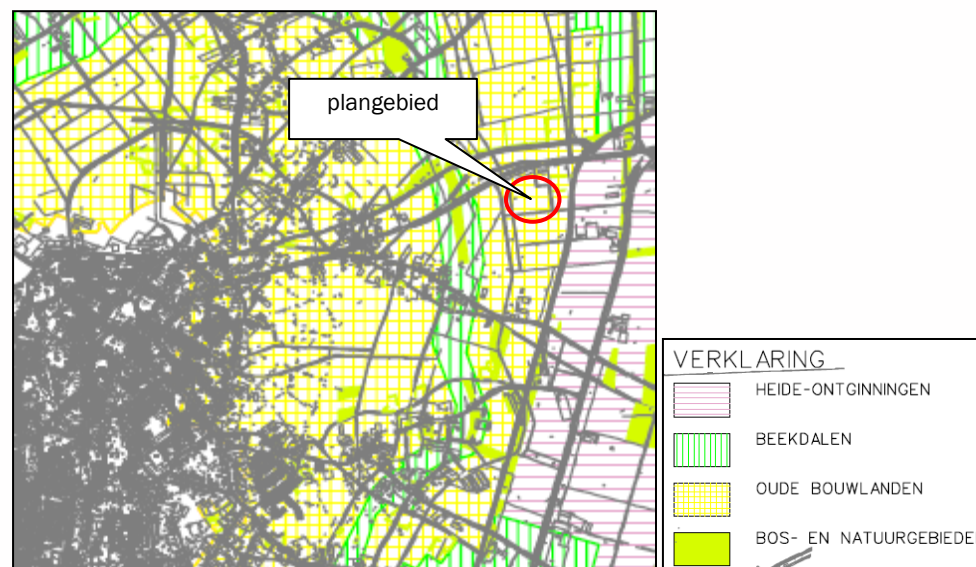 plangebied
VERKLARING
HEIDE-ONTGINNINGEN
BEEKDALEN
OUDE BOUWLANDEN
BOS- EN NATUURGEBIEDE